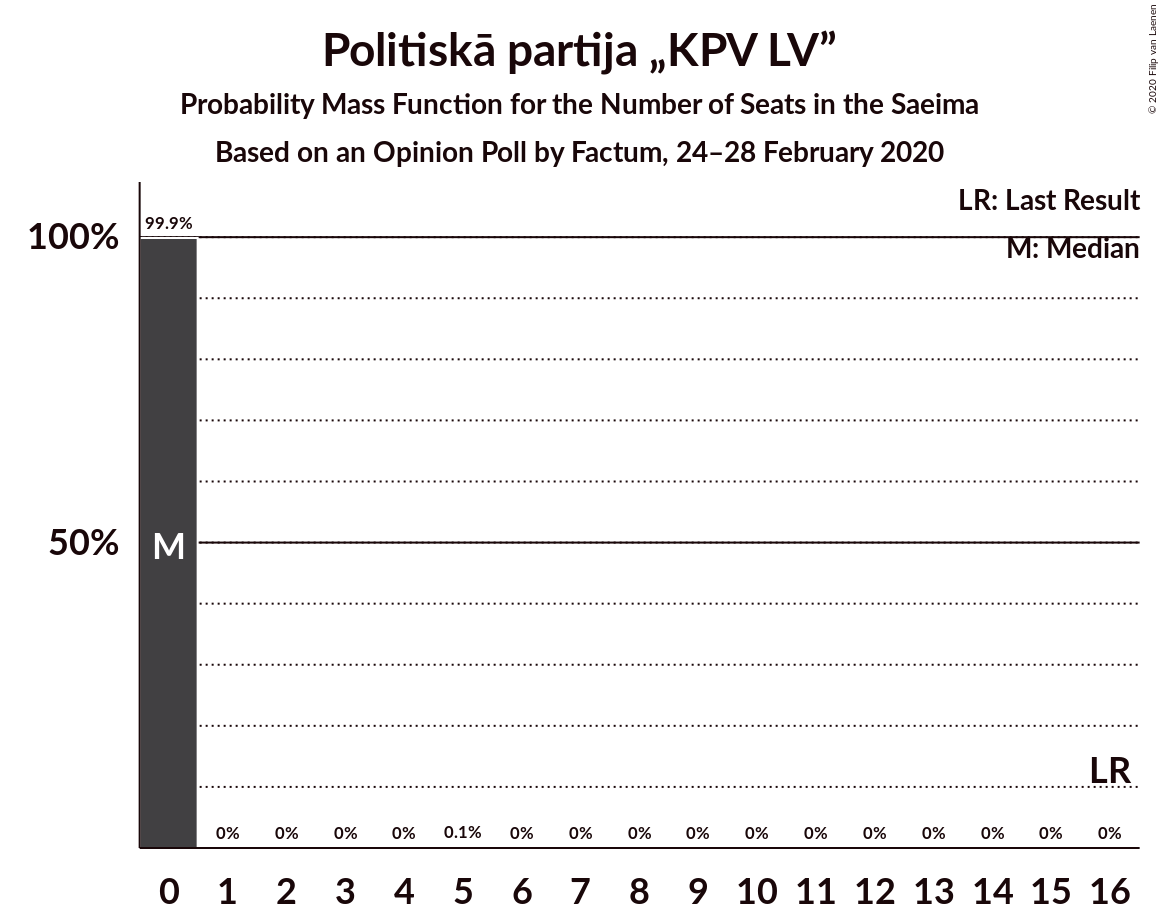 Politiskā partija „KPV LV”
Probability Mass Function for the Number of Seats in the Saeima
Based on an Opinion Poll by Factum, 24–28 February 2020
© 2020 Filip van Laenen
LR: Last Result
M: Median
99.9%
100%
50%
M
LR
0% 0% 0% 0% 0.1% 0% 0% 0% 0% 0% 0% 0% 0% 0% 0% 0%
0 1 2 3 4 5 6 7 8 9 10 11 12 13 14 15 16